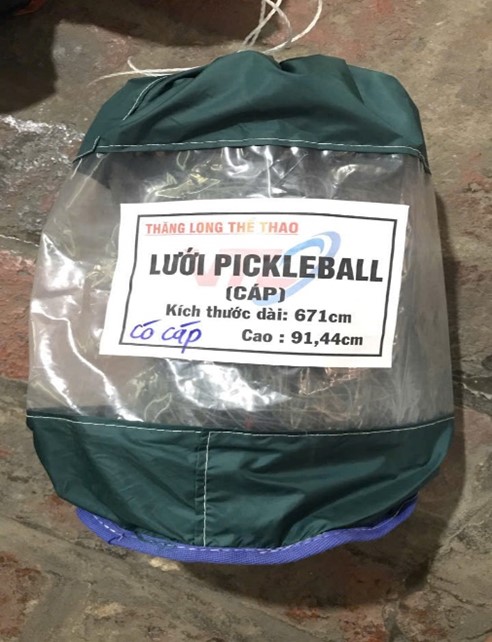 THĂNG LONG THỂ THAO
LƯỚI PICKLEBALL
(CÁP)
Kích thước dài: 671cm
có cáp Cao : 91,44cm